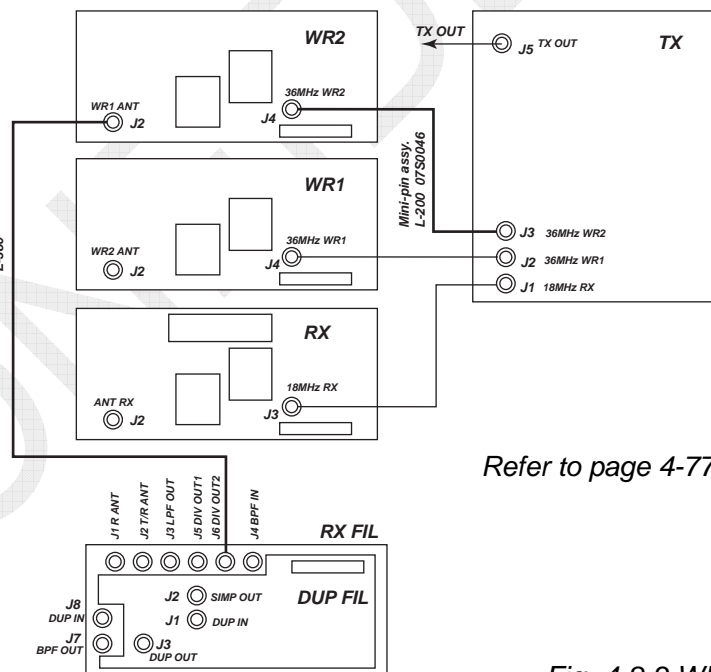 WR2
WR1 ANT
J2
36MHz WR2
J4
TX OUT
J5 TX OUT
TX
WR1
WR2 ANT
J2
36MHz WR1
J4
Mini-pin assy.
L-200 07S0046
J3 36MHz WR2
J2 36MHz WR1
J1 18MHz RX
RX
ANT RX
J2
18MHz RX
J3
Refer to page 4-77
J1 R ANT
J2 T/R ANT
J3 LPF OUT
J5 DIV OUT1
J6 DIV OUT2
J4 BPF IN
RX FIL
J2 SIMP OUT
DUP FIL
J1 DUP IN
J8
DUP IN
J7
BPF OUT
J3
DUP OUT